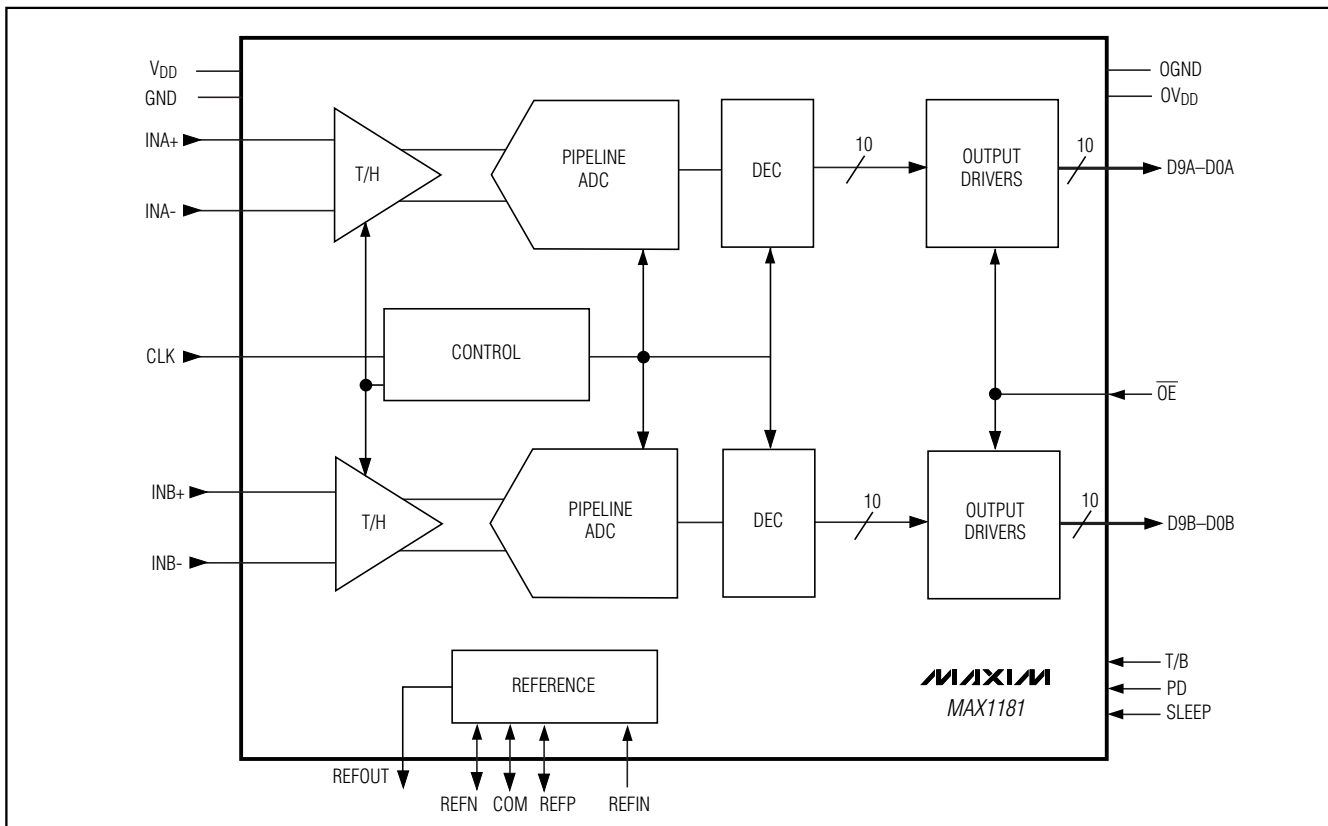 VDD
GND
INA+
INA-
CLK
INB+
INB-
T/H
PIPELINE
ADC
DEC
10
OUTPUT
DRIVERS
10
OGND
OVDD
D9A–D0A
CONTROL
OE
T/H
PIPELINE
ADC
DEC
10
OUTPUT
DRIVERS
10
D9B–D0B
REFERENCE
MAXIM
MAX1181
T/B
PD
SLEEP
REFOUT
REFN
COM
REFP
REFIN